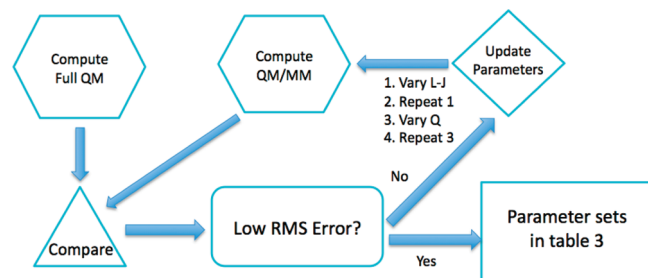 Compute
Full QM
Compute
QM/MM
Update
Parameters
1. Vary L-J
2. Repeat 1
3. Vary Q
4. Repeat 3
No
Compare
Low RMS Error?
Yes
Parameter sets
in table 3